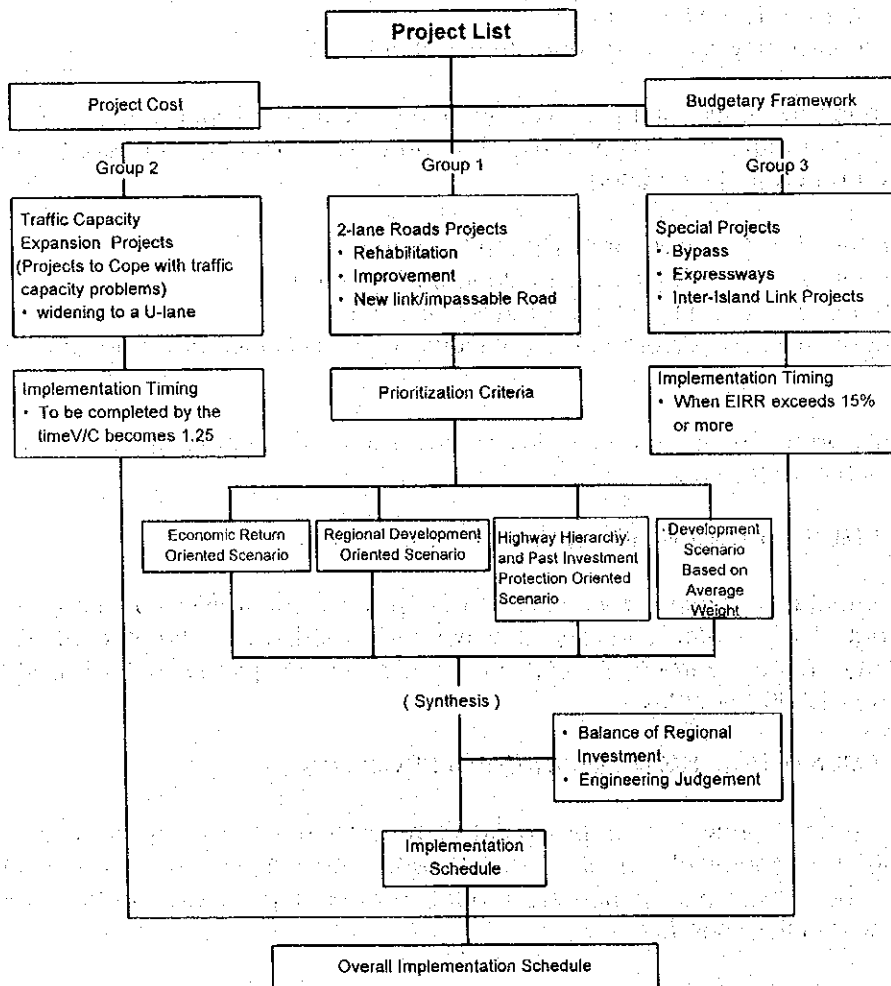 Project List
Project Cost
Budgetary Framework
Group 2
Group 1
Group 3
Traffic Capacity
Expansion Projects
(Projects to Cope with traffic
capacity problems)
• widening to a U-lane
2-lane Roads Projects
• Rehabilitation
• Improvement
• New link/impassable Road
Special Projects
• Bypass
• Expressways
• Inter-Island Link Projects
Implementation Timing
• To be completed by the
timeV/C becomes 1.25
Prioritization Criteria
Implementation Timing
• When EIRR exceeds 15%
or more
Economic Return
Oriented Scenario
Regional Development
Oriented Scenario
Highway Hierarchy
and Past Investment
Protection Oriented
Scenario
Development
Scenario
Based on
Average
Weight
( Synthesis )
• Balance of Regional
Investment
• Engineering Judgement
Implementation
Schedule
Overall Implementation Schedule